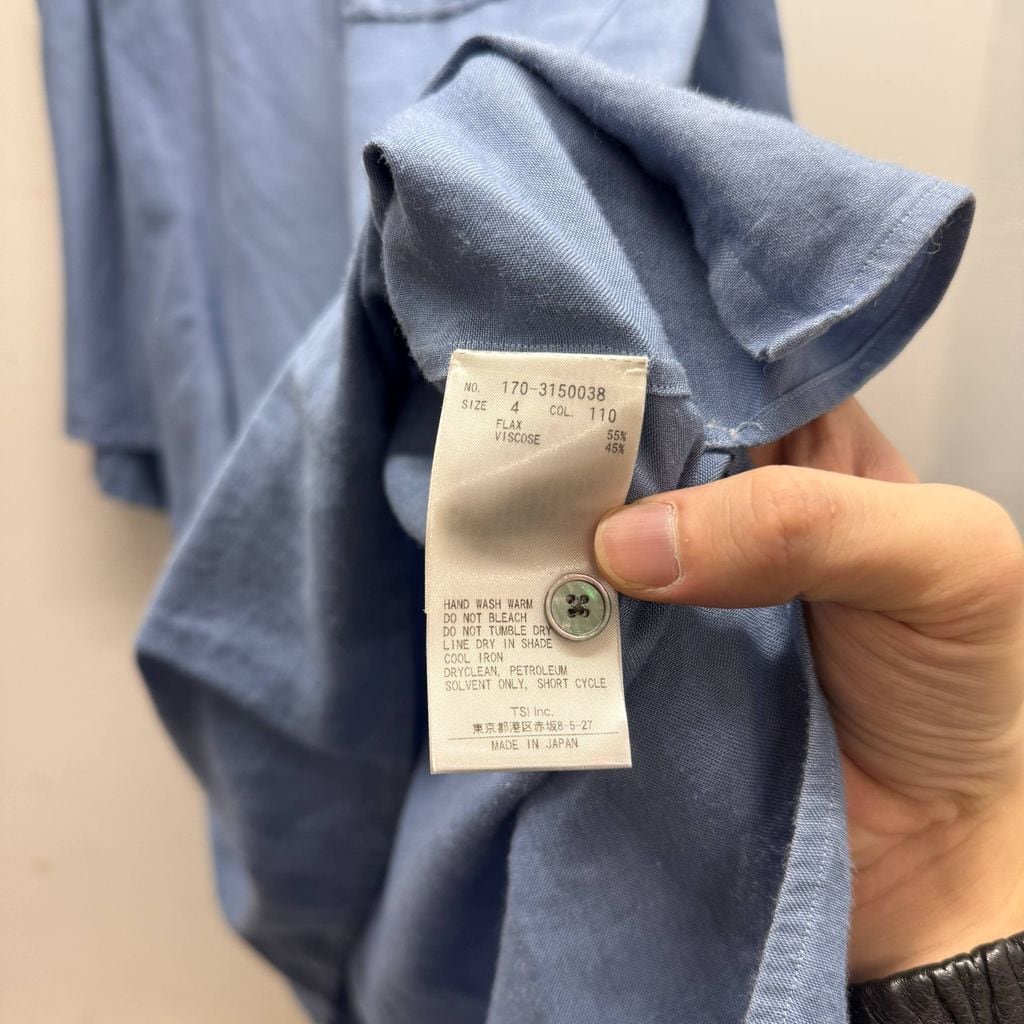 NO. 170-3150038
SIZE 4 COL. 110
FLAX 55%
VISCOSE 45%
HAND WASH WARM
DO NOT BLEACH
DO NOT TUMBLE DRY
LINE DRY IN SHADE
COOL IRON
DRYCLEAN, PETROLEUM
SOLVENT ONLY, SHORT CYCLE
TSI Inc.
東京都港区赤坂8-5-27
MADE IN JAPAN